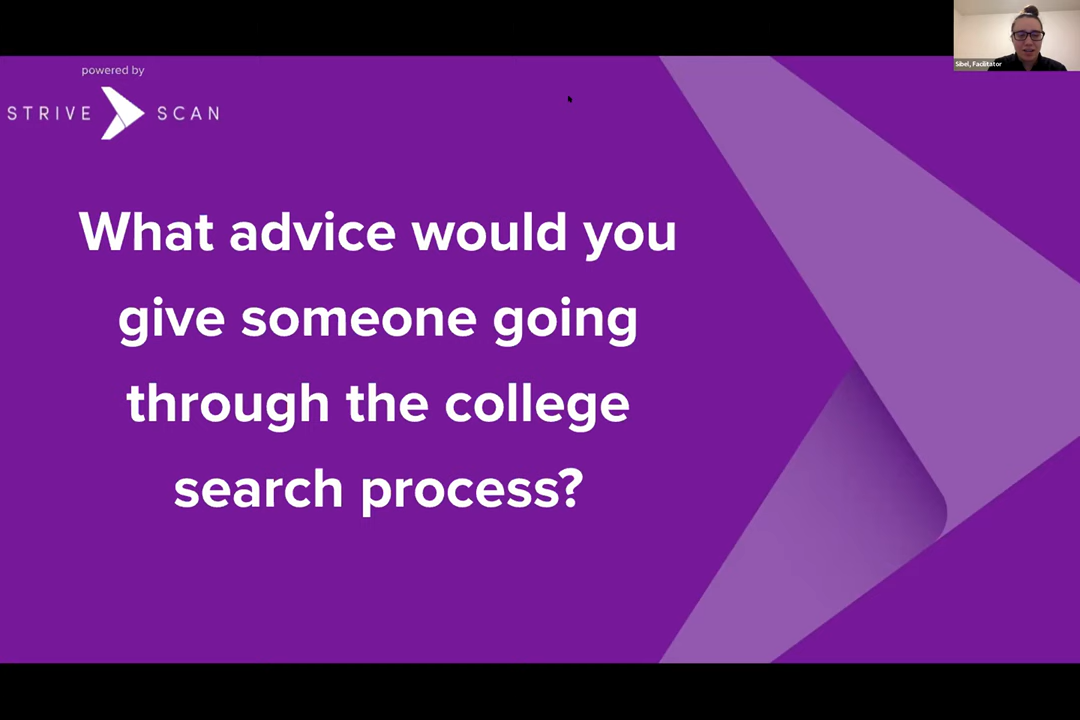 powered by
STRIVE SCAN
What advice would you
give someone going
through the college
search process?
Sibel, Facilitator